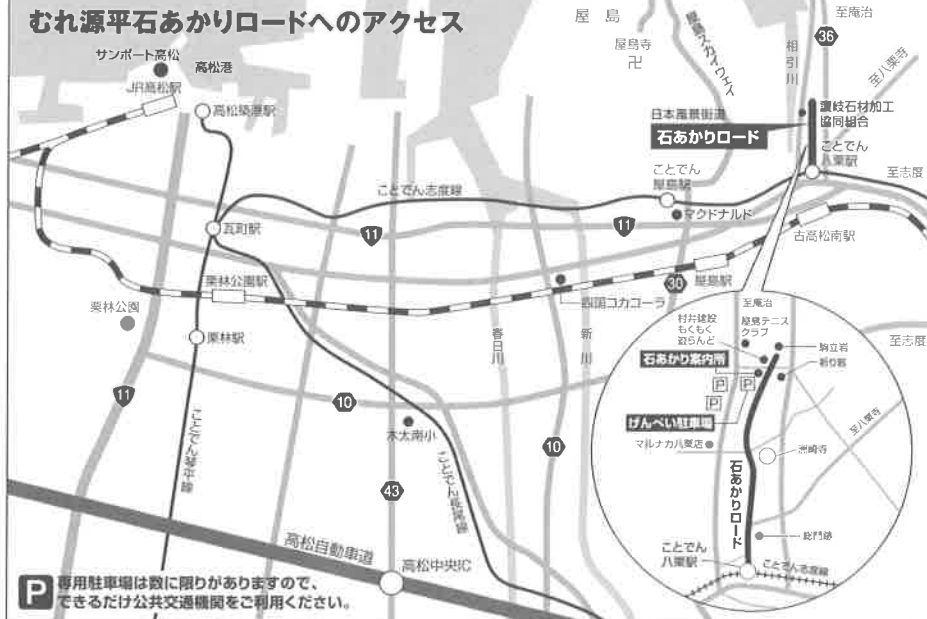 むれ源平石あかりロードへのアクセス
サンポート高松
高松港
JR高松駅
高松築港駅
屋島
屋島寺
屋島スカイウェイ
相引川
至庵治
36
至八栗寺
日本風景街道
石あかりロード
讃岐石材加工
協同組合
ことでん
八栗駅
至志度
ことでん
屋島駅
マクドナルド
ことでん志度線
11
11
瓦町駅
古高松南駅
栗林公園駅
屋島駅
30
四国コカコーラ
栗林公園
栗林駅
春日川
新川
11
10
木太南小
10
43
ことでん琴平線
ことでん長尾線
高松自動車道
高松中央IC
至庵治
村井建設
もくもく
遊らんど
屋島テニス
クラブ
駒立岩
祈り岩
石あかり案内所
P
P
P
げんぺい駐車場
マルナカ八栗店
洲崎寺
至八栗寺
至志度
石あかりロード
総門跡
ことでん
八栗駅
ことでん志度線
P
専用駐車場は数に限りがありますので、
できるだけ公共交通機関をご利用ください。